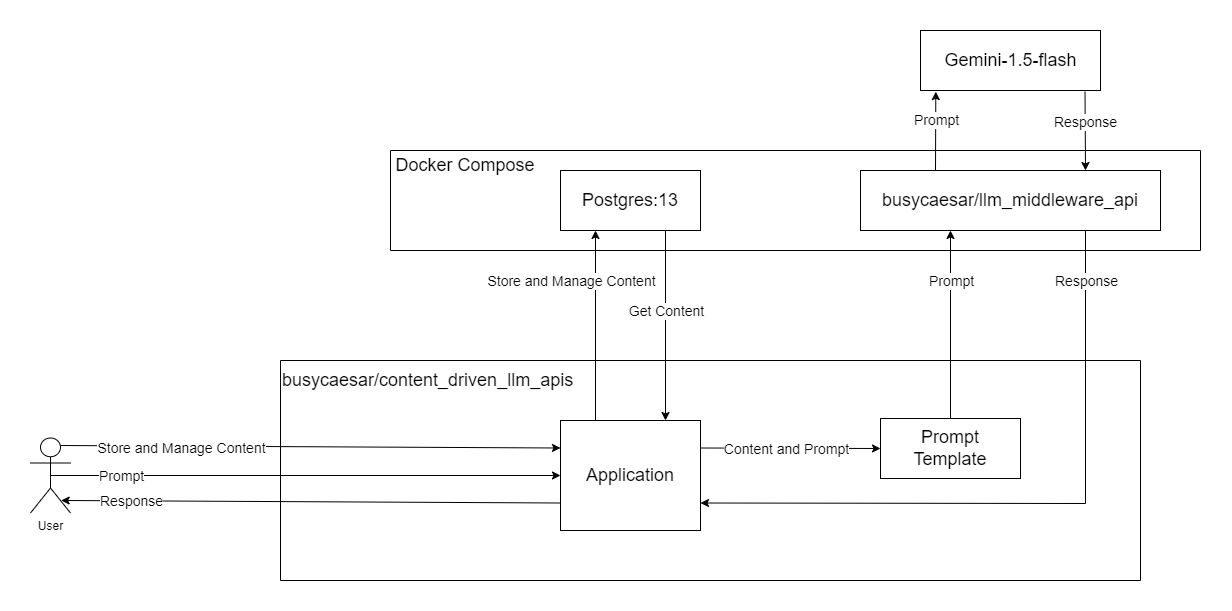 Gemini-1.5-flash
Prompt
Response
Docker Compose
Postgres:13
busycaesar/llm_middleware_api
Store and Manage Content
Prompt
Response
Get Content
busycaesar/content_driven_llm_apis
Store and Manage Content
Content and Prompt
Prompt
Template
Application
Prompt
Response
User